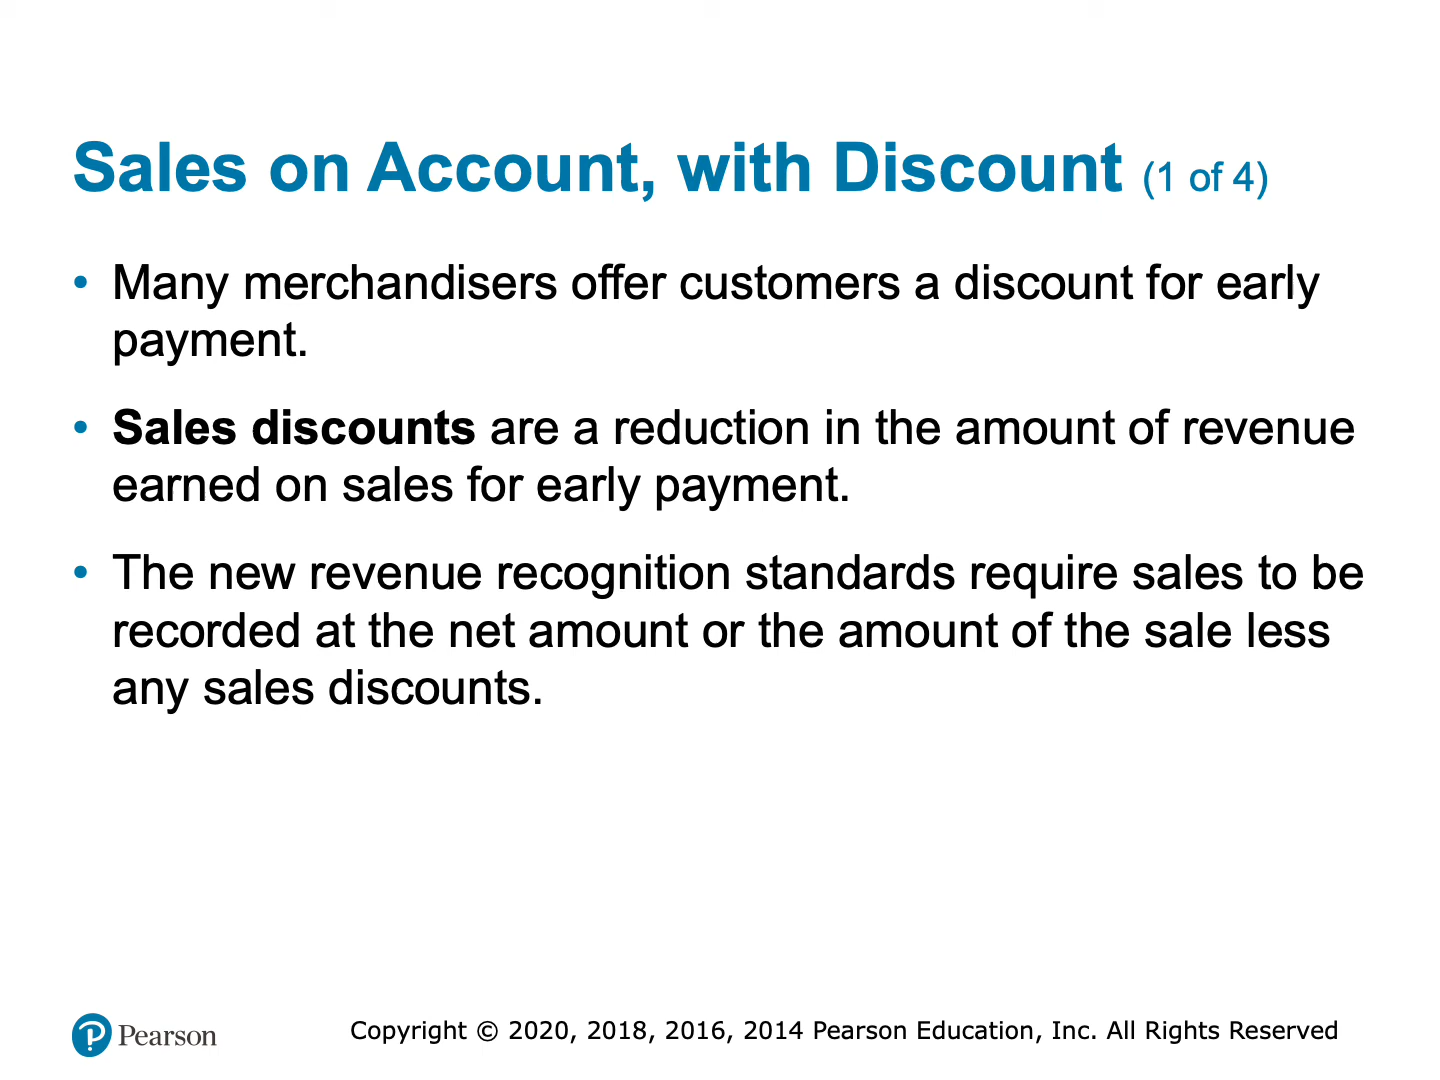 Sales on Account, with Discount (1 of 4)
• Many merchandisers offer customers a discount for early
payment.
• Sales discounts are a reduction in the amount of revenue
earned on sales for early payment.
• The new revenue recognition standards require sales to be
recorded at the net amount or the amount of the sale less
any sales discounts.
Pearson
Copyright © 2020, 2018, 2016, 2014 Pearson Education, Inc. All Rights Reserved